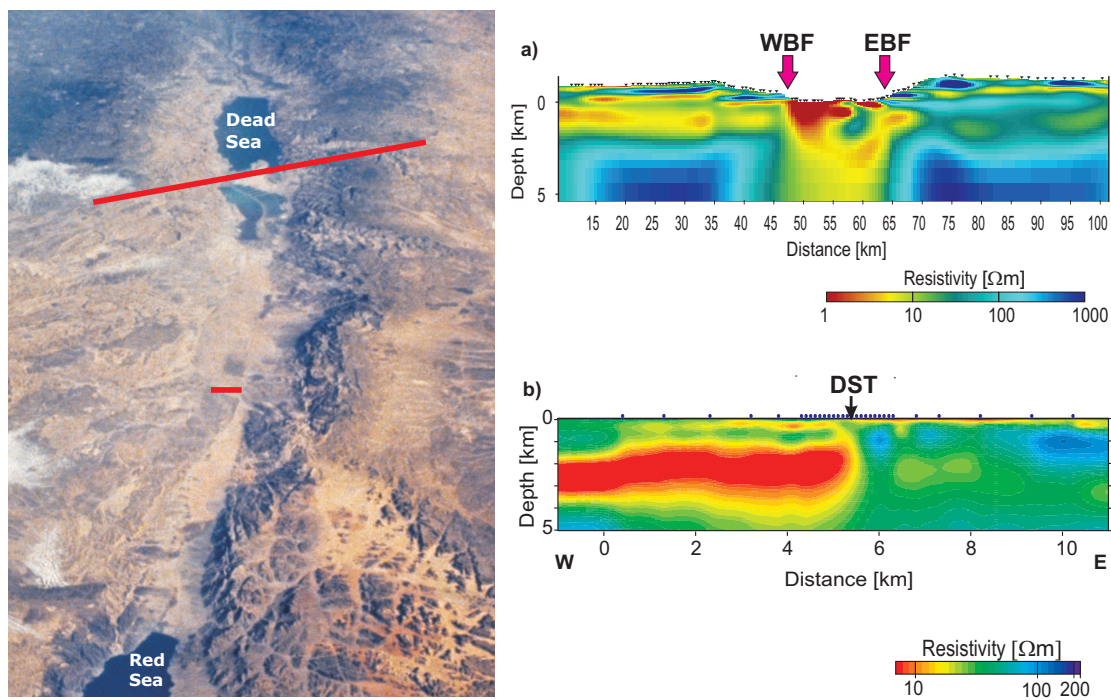 Dead
Sea
Red
Sea
a)
WBF EBF
Depth [km]
0
5
15 20 25 30 35 40 45 50 55 60 65 70 75 80 85 90 95 100
Distance [km]
Resistivity [Ωm]
1 10 100 1000
b)
DST
Depth [km]
0
5
0 2 4 6 8 10
W E
Distance [km]
Resistivity [Ωm]
10 100 200